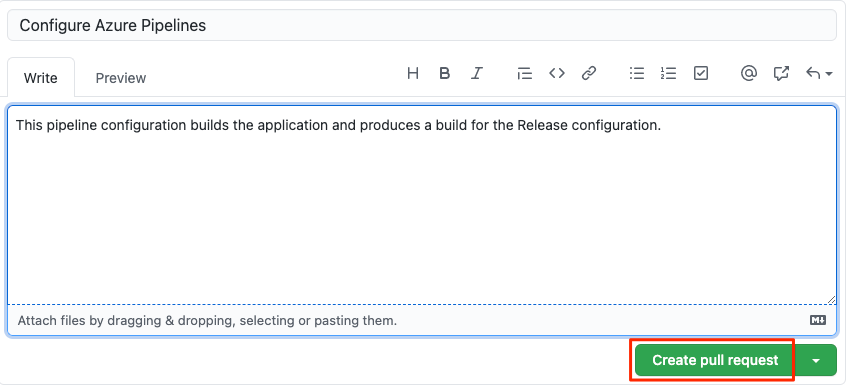 Configure Azure Pipelines
Write Preview H B I @
This pipeline configuration builds the application and produces a build for the Release configuration.
Attach files by dragging & dropping, selecting or pasting them. M↓
Create pull request